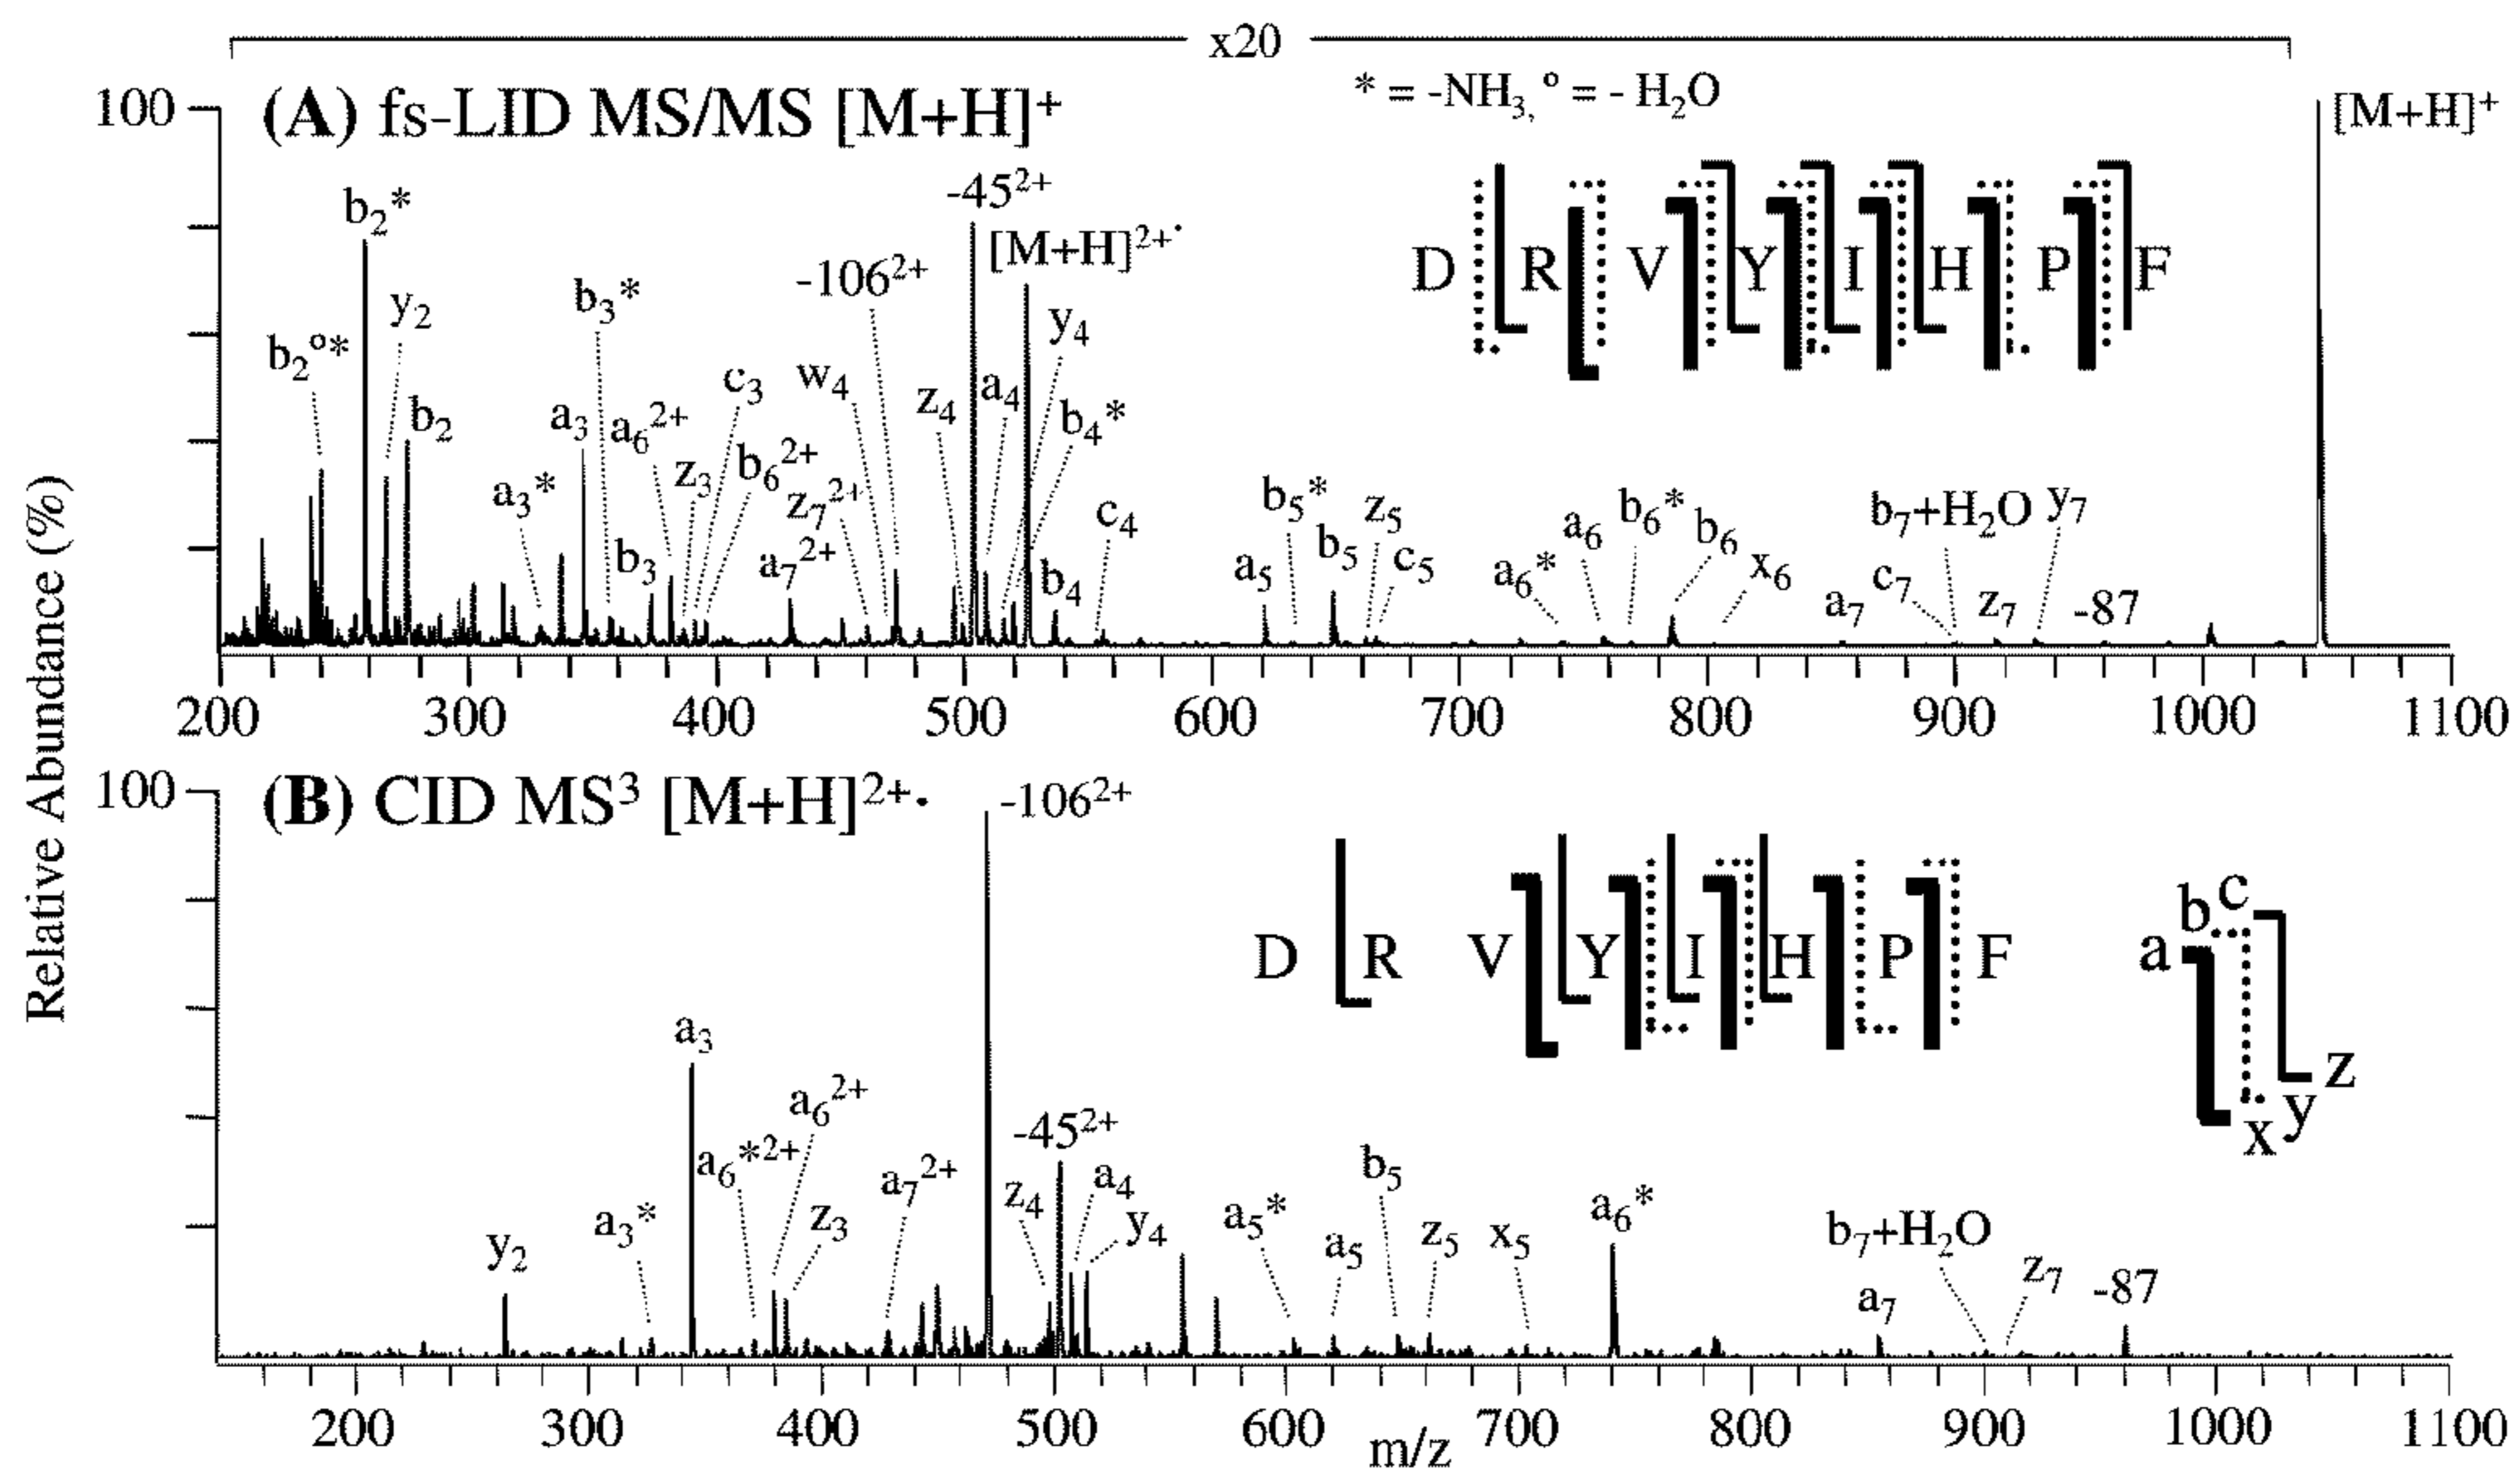 x20
* = -NH3, º = - H2O
100
(A) fs-LID MS/MS [M+H]+
[M+H]+
b2*
-45²⁺
[M+H]²⁺·
-106²⁺
b3*
y2
y4
b2º*
D R V Y I H P F
c3
w4
z4
a4
b4*
b2
a3
a6²⁺
z3
b6²⁺
a3*
z7²⁺
c4
b5*
z5
a6
b6*
b6
b7+H2O
y7
b3
a7²⁺
b4
a5
b5
c5
a6*
x6
a7
c7
z7
-87
200 300 400 500 600 700 800 900 1000 1100
Relative Abundance (%)
100
(B) CID MS³ [M+H]²⁺·
-106²⁺
D R V Y I H P F
a b c
x y z
a3
a6²⁺
-45²⁺
a6*²⁺
a7²⁺
z4
a4
b5
a6*
a3*
z3
y4
a5*
a5
z5
x5
b7+H2O
y2
z7
a7
-87
200 300 400 500 600 700 800 900 1000 1100
m/z